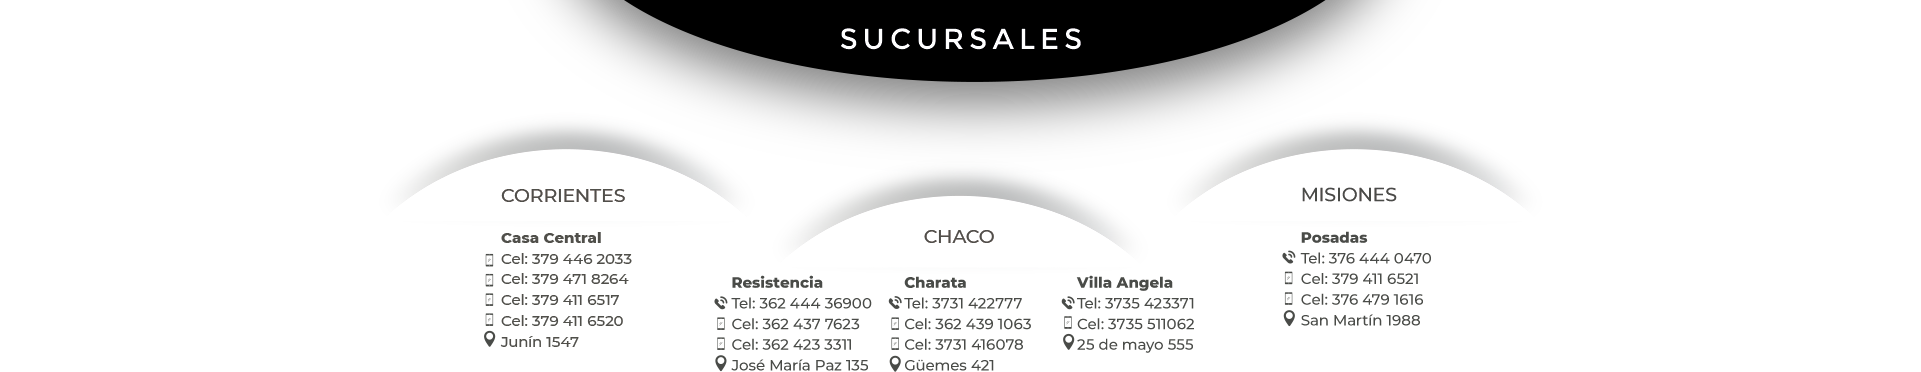 SUCURSALES
CORRIENTES
Casa Central
Cel: 379 446 2033
Cel: 379 471 8264
Cel: 379 411 6517
Cel: 379 411 6520
Junín 1547
CHACO
Resistencia
Tel: 362 444 36900
Cel: 362 437 7623
Cel: 362 423 3311
José María Paz 135
Charata
Tel: 3731 422777
Cel: 362 439 1063
Cel: 3731 416078
Güemes 421
Villa Angela
Tel: 3735 423371
Cel: 3735 511062
25 de mayo 555
MISIONES
Posadas
Tel: 376 444 0470
Cel: 379 411 6521
Cel: 376 479 1616
San Martín 1988